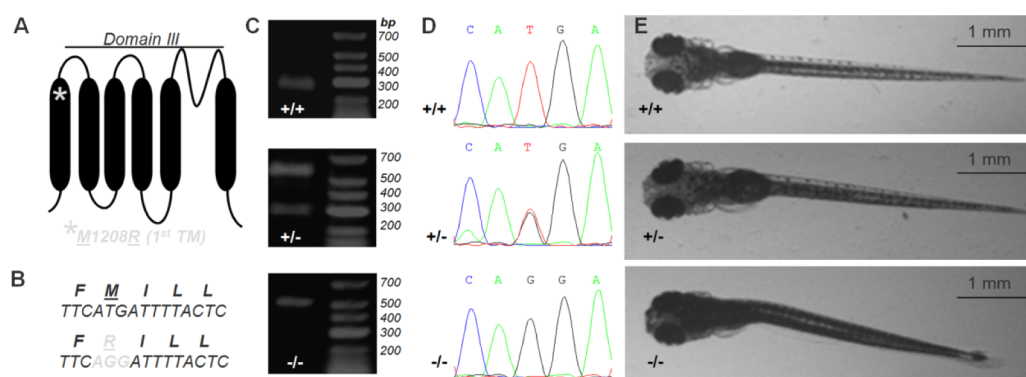 A
Domain III
*
*M1208R (1st TM)
B
F M I L L
TTCATGATTTTACTC
F R I L L
TTCAGGATTTTACTC
C
bp
700
500
400
300
200
+/+
700
500
400
300
200
+/-
700
500
400
300
200
-/-
D
C A T G A
+/+
C A T G A
+/-
C A G G A
-/-
E
1 mm
+/+
1 mm
+/-
1 mm
-/-